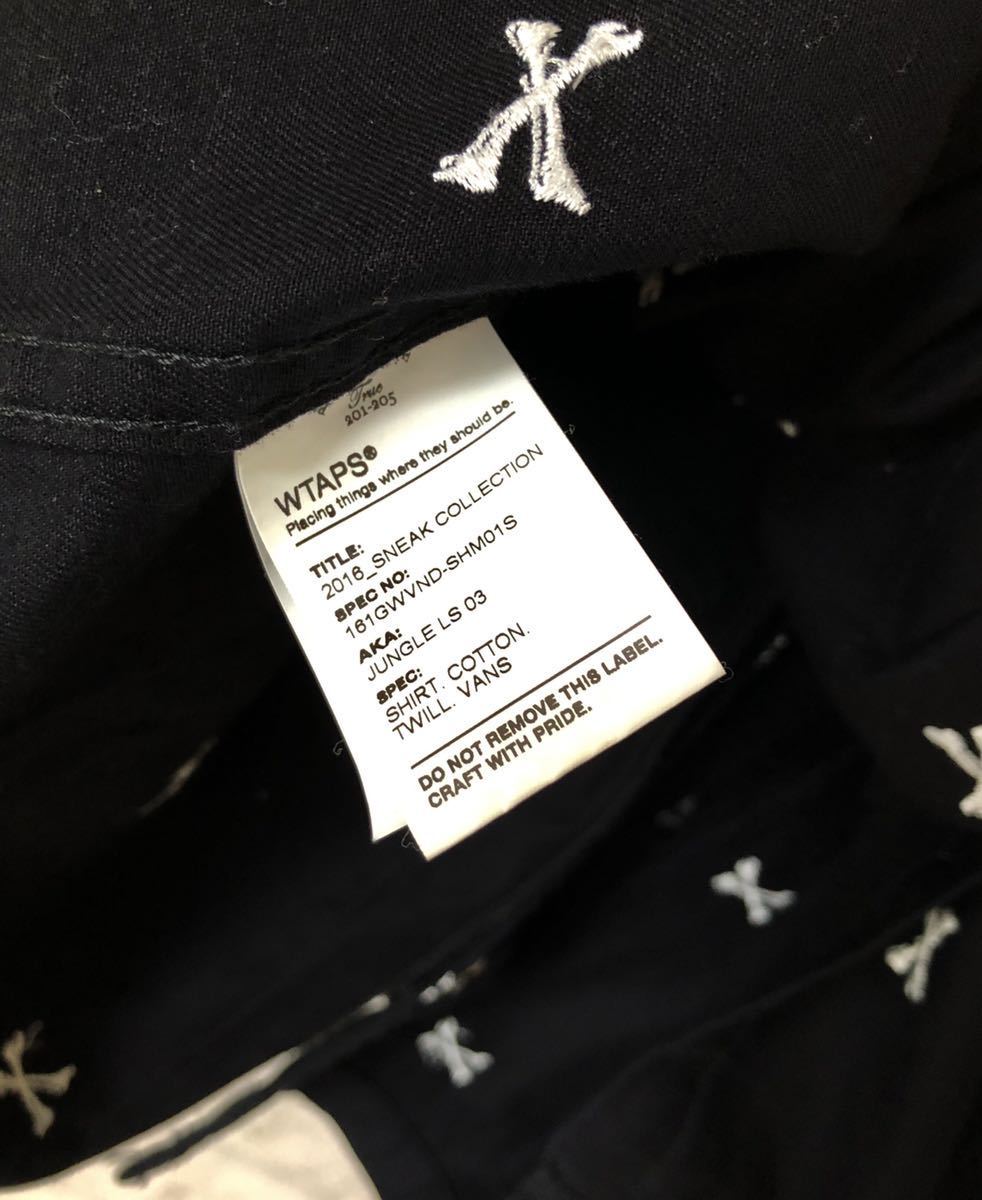 True
201-205
WTAPS®
Placing things where they should be.
TITLE:
2016_SNEAK COLLECTION
SPEC NO:
161GWVND-SHM01S
AKA:
JUNGLE LS 03
SPEC:
SHIRT. COTTON.
TWILL. VANS
DO NOT REMOVE THIS LABEL.
CRAFT WITH PRIDE.